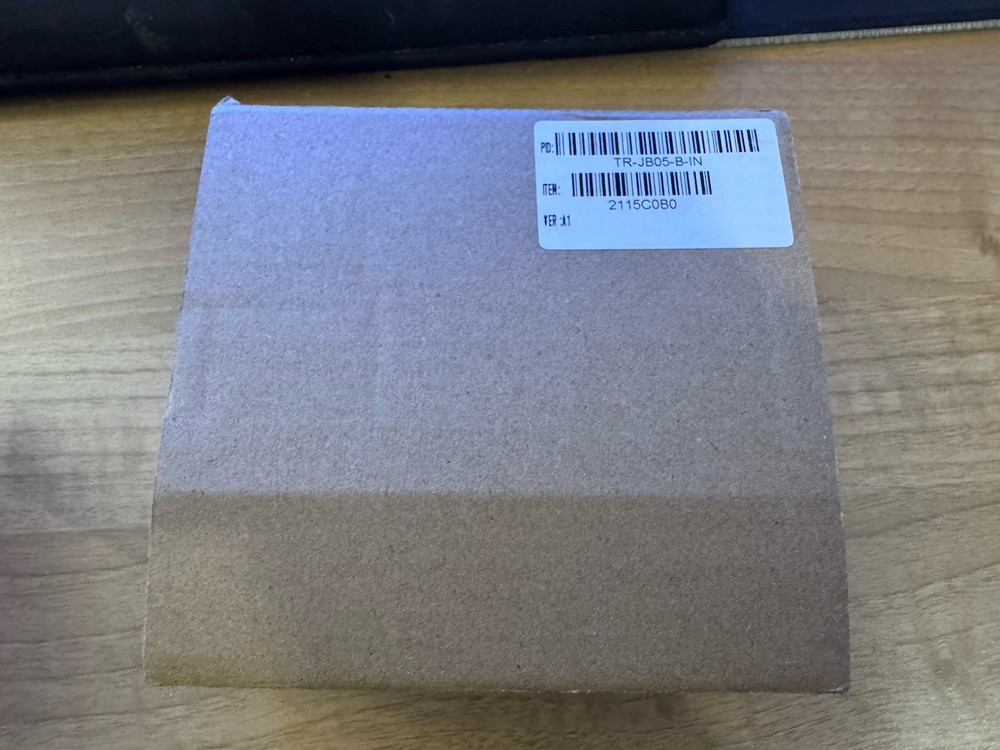 PID:
TR-JB05-B-IN
ITEM:
2115C0B0
VER :A1